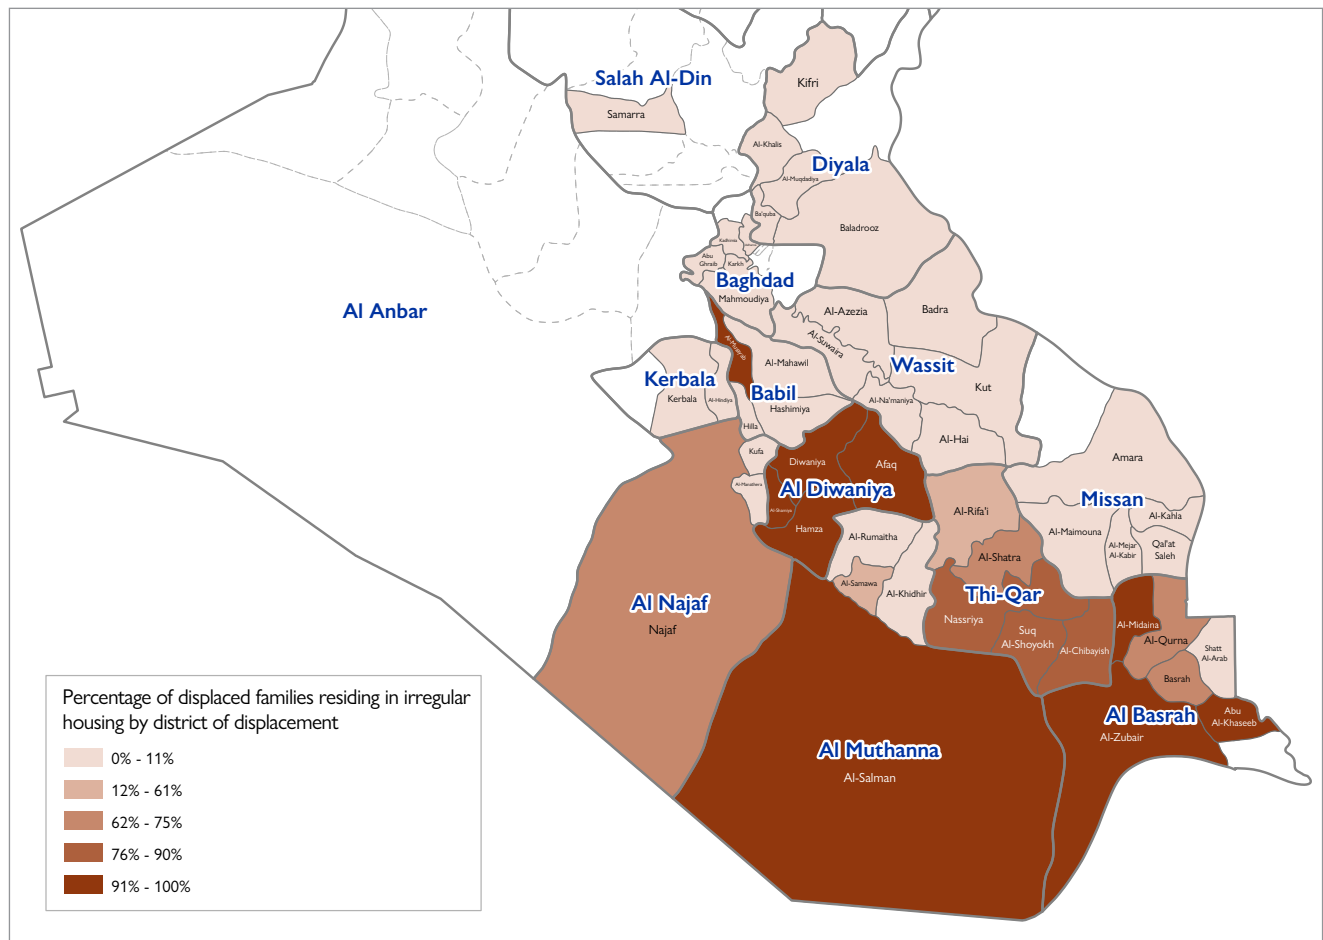 Salah Al-Din
Samarra
Kifri
Al-Khalis
Diyala
Al-Muqdadiya
Ba'quba
Baladrooz
Kadhmia
Abu
Ghraib
Karkh
Baghdad
Mahmoudiya
Al Anbar
Al-Azezia
Badra
Al-Suwaira
Al-Musayab
Al-Mahawil
Wassit
Kerbala
Kerbala
Al-Hindiya
Babil
Hashimiya
Al-Na'maniya
Kut
Hilla
Al-Hai
Kufa
Diwaniya
Afaq
Amara
Al-Manathera
Al Diwaniya
Missan
Al-Shamiya
Hamza
Al-Rifa'i
Al-Kahla
Al-Rumaitha
Al-Maimouna
Al-Mejar
Al-Kabir
Qal'at
Saleh
Al-Shatra
Al-Samawa
Al-Khidhir
Thi-Qar
Al Najaf
Najaf
Nassriya
Suq
Al-Shoyokh
Al-Chibayish
Al-Midaina
Al-Qurna
Shatt
Al-Arab
Basrah
Al Basrah
Abu
Al-Khaseeb
Al-Zubair
Al Muthanna
Al-Salman
Percentage of displaced families residing in irregular
housing by district of displacement
0% - 11%
12% - 61%
62% - 75%
76% - 90%
91% - 100%